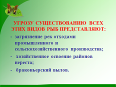 УГРОЗУ СУЩЕСТВОВАНИЮ ВСЕХ
ЭТИХ ВИДОВ РЫБ ПРЕДСТАВЛЯЮТ:
- загрязнение рек отходами
промышленного и
сельскохозяйственного производства;
- хозяйственное освоение районов
нереста;
- браконьерский вылов.